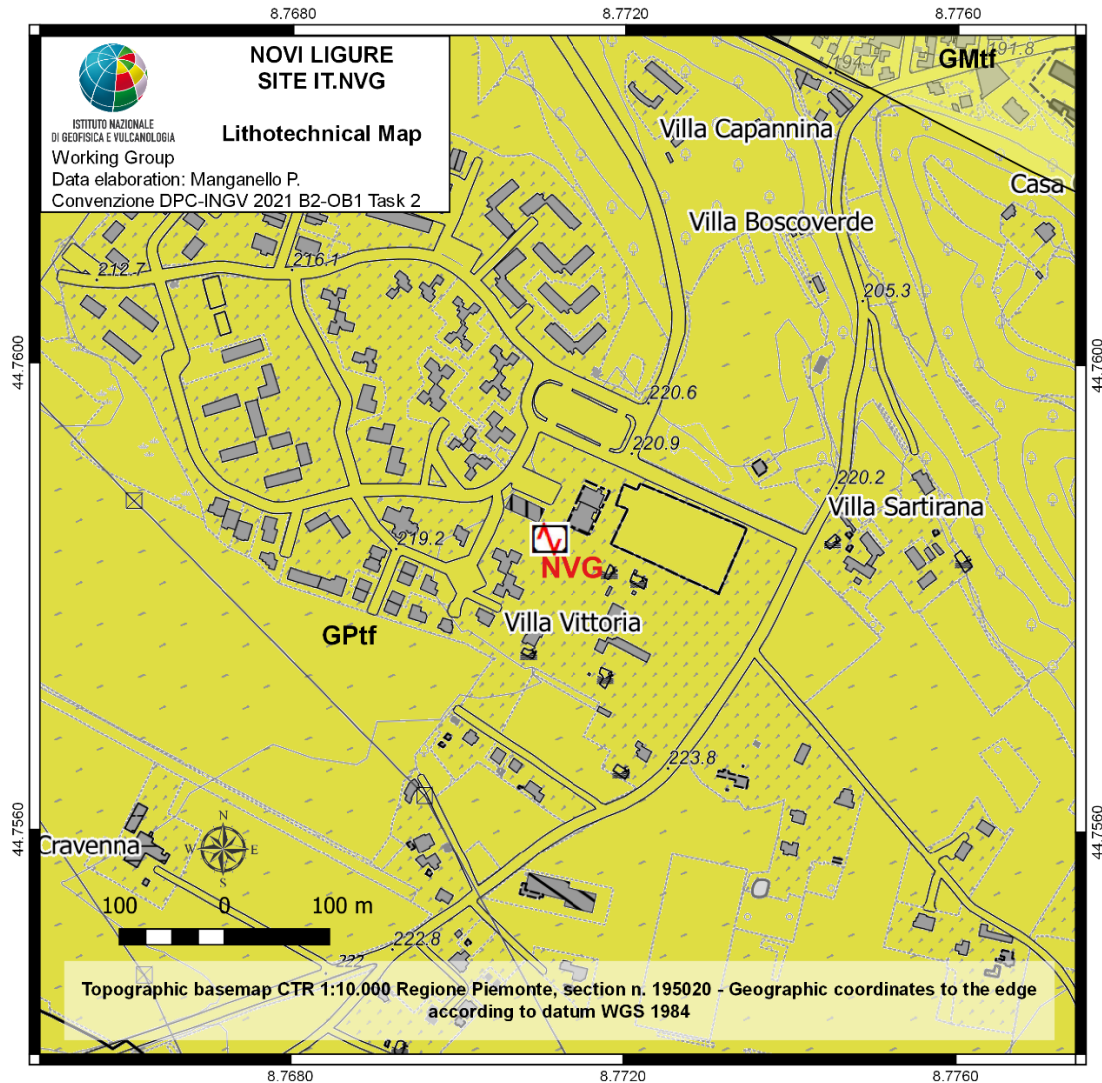 8.7680
8.7720
8.7760
NOVI LIGURE
SITE IT.NVG
ISTITUTO NAZIONALE
DI GEOFISICA E VULCANOLOGIA
Lithotechnical Map
Working Group
Data elaboration: Manganello P.
Convenzione DPC-INGV 2021 B2-OB1 Task 2
194.7
191.8
GMtf
Villa Capannina
Casa
Villa Boscoverde
212.7
216.1
205.3
44.7600
44.7600
220.6
220.9
220.2
Villa Sartirana
219.2
NVG
Villa Vittoria
GPtf
223.8
44.7560
44.7560
Cravenna
N
W
E
S
100
0
100 m
222.8
222
Topographic basemap CTR 1:10.000 Regione Piemonte, section n. 195020 - Geographic coordinates to the edge
according to datum WGS 1984
8.7680
8.7720
8.7760